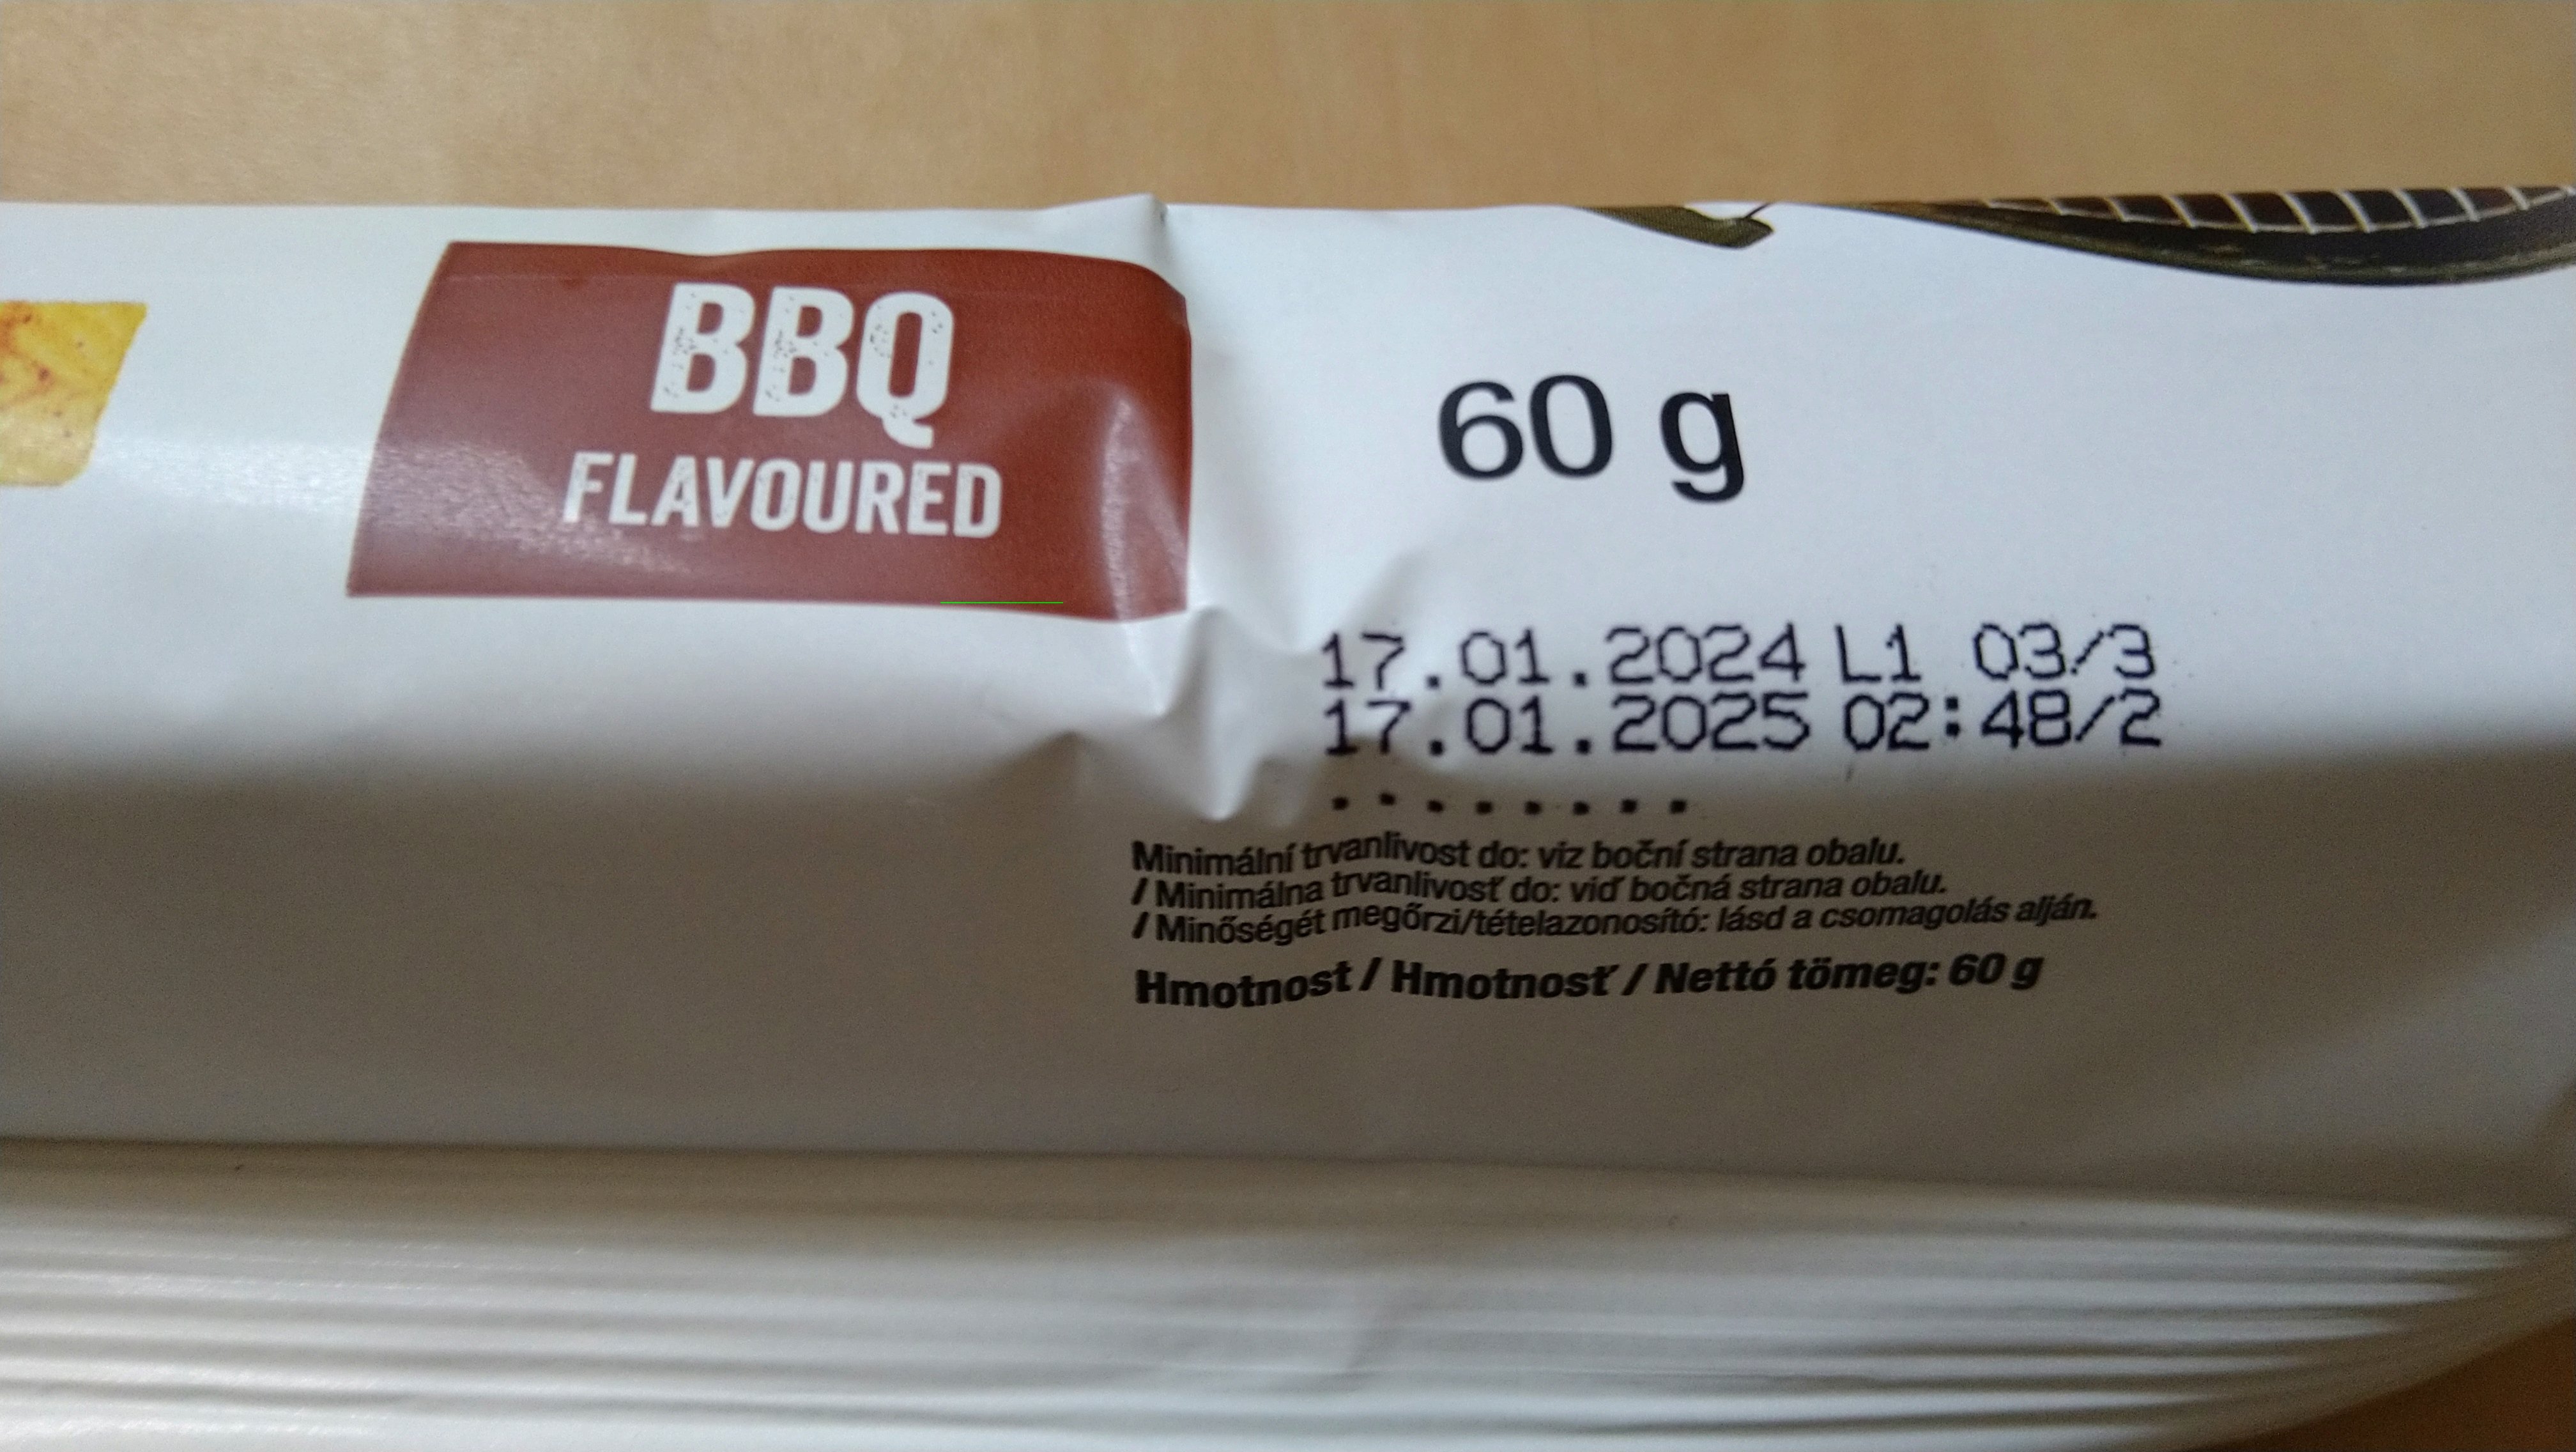 BBQ
FLAVOURED
60 g
17.01.2024 L1 03/3
17.01.2025 02:48/2
Minimální trvanlivost do: viz boční strana obalu.
/ Minimálna trvanlivosť do: viď bočná strana obalu.
/ Minőségét megőrzi/tételazonosító: lásd a csomagolás alján.
Hmotnost / Hmotnosť / Nettó tömeg: 60 g